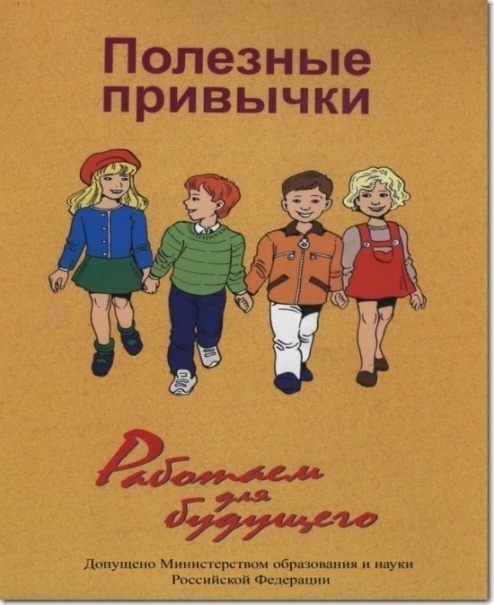 Полезные
привычки
Работаем
для
будущего
Допущено Министерством образования и науки
Российской Федерации